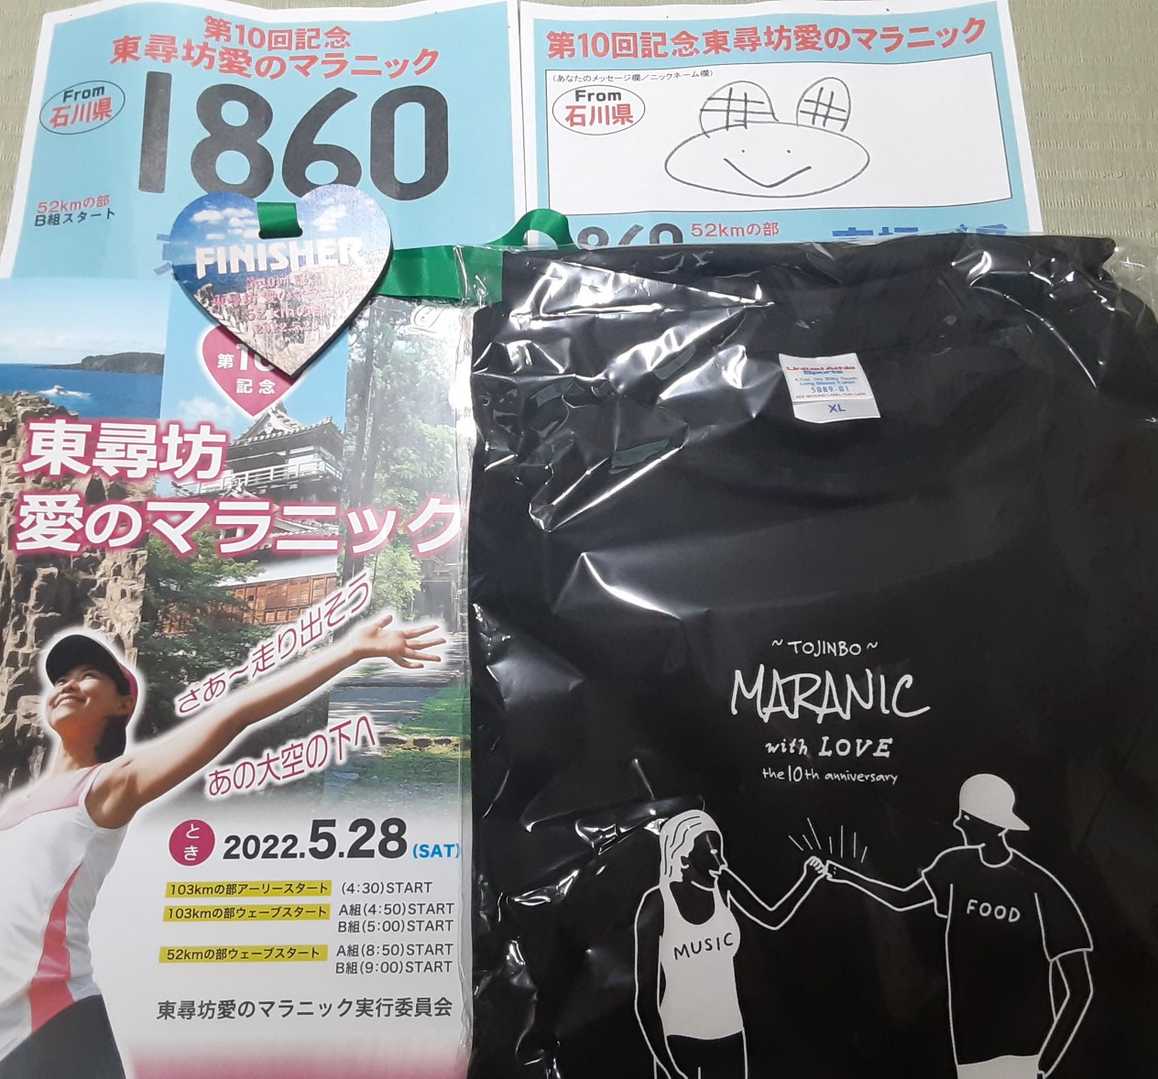 第10回記念
東尋坊愛のマラニック
From
石川県
1860
52kmの部
B組スタート
第10回記念東尋坊愛のマラニック
(あなたのメッセージ欄／ニックネーム欄)
From
石川県
52kmの部
FINISHER
第10
記念
東尋坊
愛のマラニック
さあ〜走り出そう
あの大空の下へ
とき
2022.5.28(SAT)
103kmの部アーリースタート (4:30)START
103kmの部ウェーブスタート A組(4:50)START
B組(5:00)START
52kmの部ウェーブスタート A組(8:50)START
B組(9:00)START
東尋坊愛のマラニック実行委員会
United Athle
Sports
5089-01
XL
~TOJINBO~
MARANIC
with LOVE
the 10th anniversary
MUSIC
FOOD